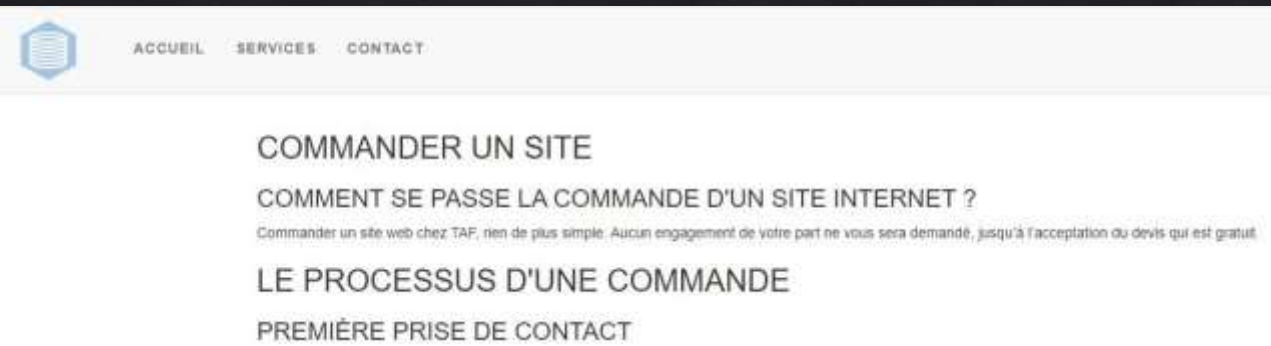 ACCUEIL SERVICES CONTACT
COMMANDER UN SITE
COMMENT SE PASSE LA COMMANDE D'UN SITE INTERNET ?
Commander un site web chez TAF, rien de plus simple. Aucun engagement de votre part ne vous sera demandé, jusqu'à l'acceptation du devis qui est gratuit.
LE PROCESSUS D'UNE COMMANDE
PREMIÈRE PRISE DE CONTACT